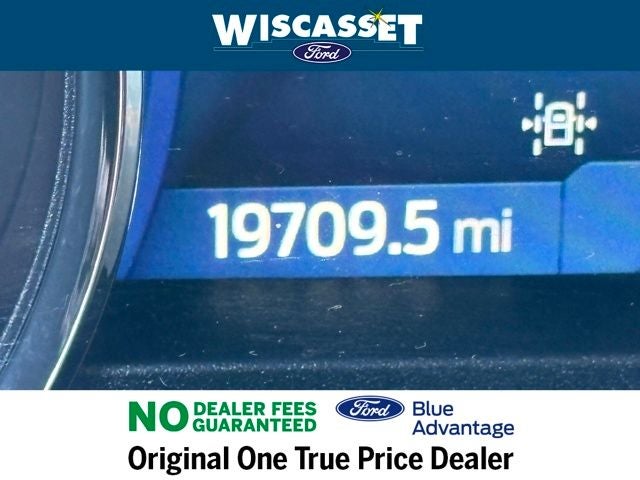 WISCASSET
Ford
19709.5 mi
NO DEALER FEES GUARANTEED
Ford Blue Advantage
Original One True Price Dealer